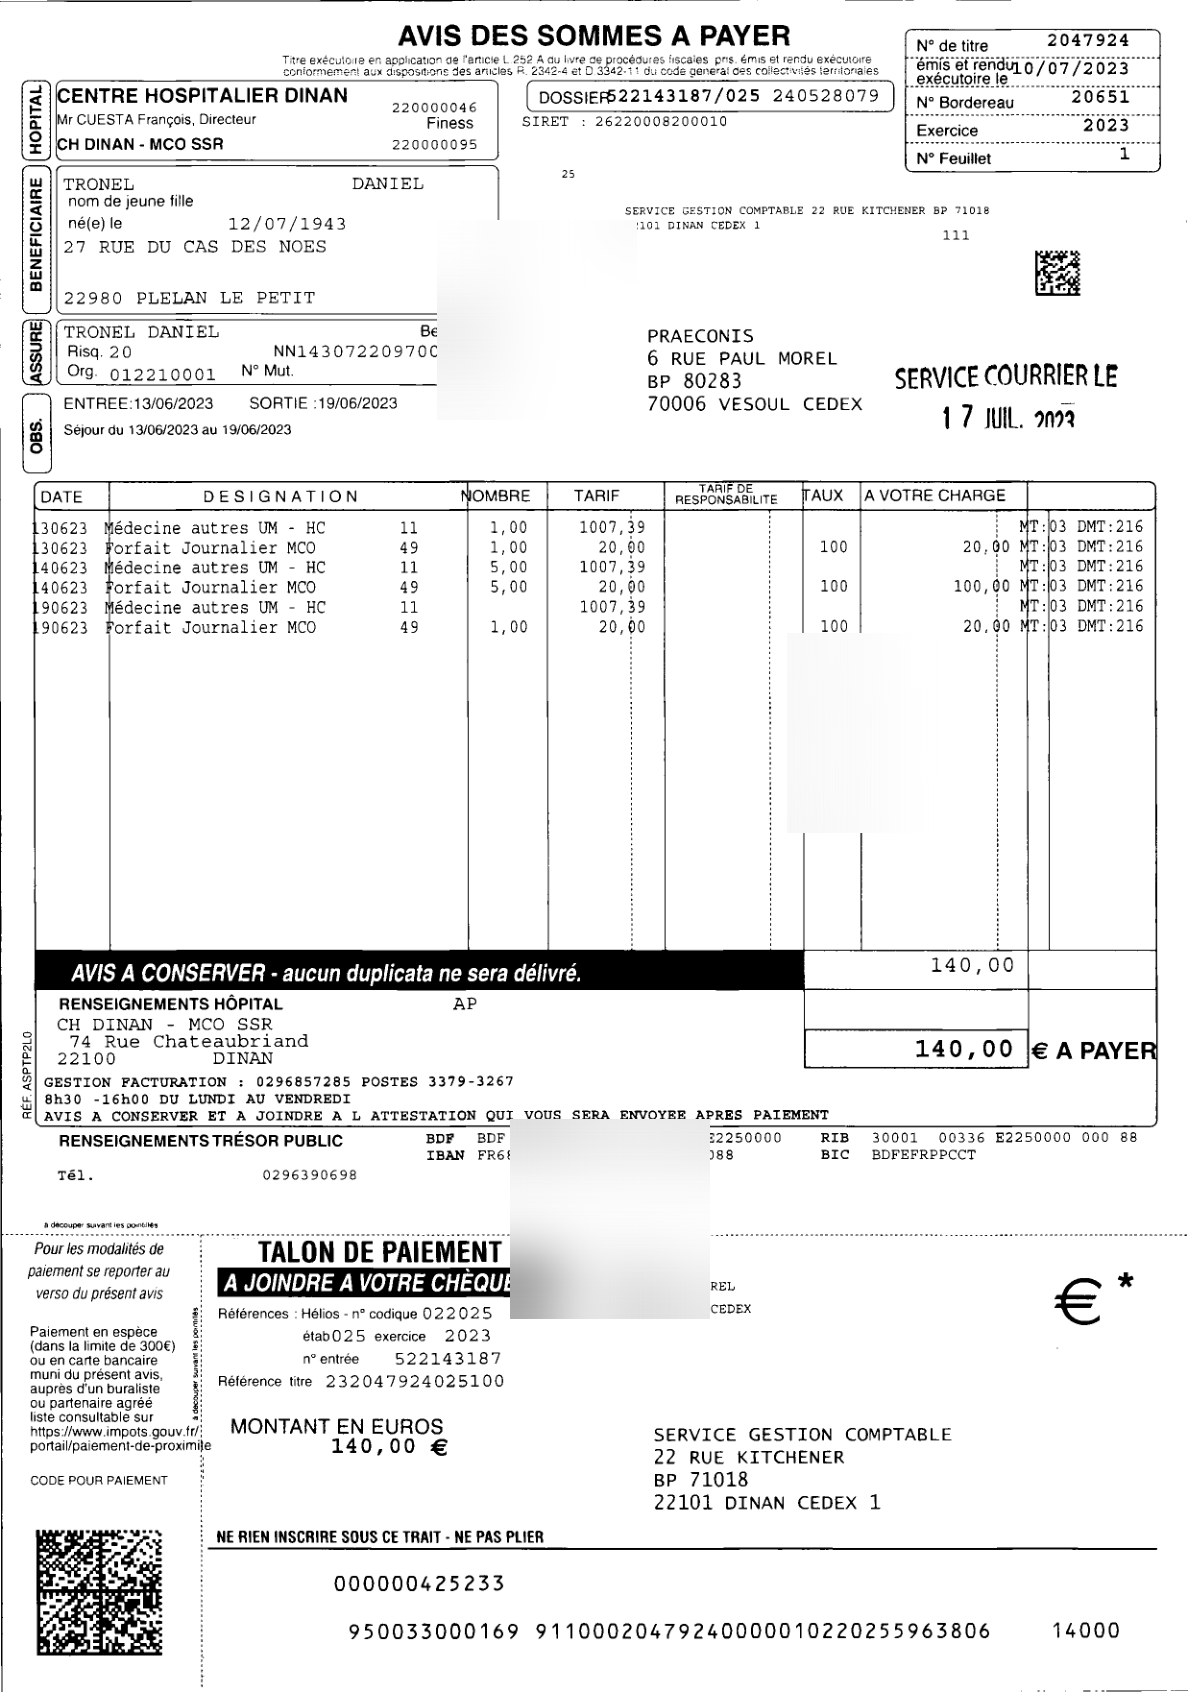 AVIS DES SOMMES A PAYER
Titre exécutoire en application de l'article L 252 A du livre de procédures fiscales, pris, émis et rendu exécutoire
conformement aux dispositions des articles R. 2342-4 et D 3342-11 du code general des collectivités territoriales
N° de titre 2047924
émis et rendu exécutoire le 10/07/2023
N° Bordereau 20651
Exercice 2023
N° Feuillet 1
HOPITAL
CENTRE HOSPITALIER DINAN
220000046
Mr CUESTA François, Directeur
Finess
CH DINAN - MCO SSR 220000095
DOSSIER 522143187/025 240528079
SIRET : 26220008200010
25
BENEFICIAIRE
TRONEL DANIEL
nom de jeune fille
né(e) le 12/07/1943
27 RUE DU CAS DES NOES
22980 PLELAN LE PETIT
SERVICE GESTION COMPTABLE 22 RUE KITCHENER BP 71018
:101 DINAN CEDEX 1
111
ASSURE
TRONEL DANIEL Be
Risq. 20 NN143072209700
Org. 012210001 N° Mut.
PRAECONIS
6 RUE PAUL MOREL
BP 80283
70006 VESOUL CEDEX
SERVICE COURRIER LE
17 JUIL. 2023
OBS.
ENTREE:13/06/2023 SORTIE :19/06/2023
Séjour du 13/06/2023 au 19/06/2023
DATE DESIGNATION NOMBRE TARIF TARIF DE RESPONSABILITE TAUX A VOTRE CHARGE
130623 Médecine autres UM - HC 11 1,00 1007,39 MT:03 DMT:216
130623 Forfait Journalier MCO 49 1,00 20,00 100 20,00 MT:03 DMT:216
140623 Médecine autres UM - HC 11 5,00 1007,39 MT:03 DMT:216
140623 Forfait Journalier MCO 49 5,00 20,00 100 100,00 MT:03 DMT:216
190623 Médecine autres UM - HC 11 1007,39 MT:03 DMT:216
190623 Forfait Journalier MCO 49 1,00 20,00 100 20,00 MT:03 DMT:216
AVIS A CONSERVER - aucun duplicata ne sera délivré.
140,00
RENSEIGNEMENTS HÔPITAL AP
CH DINAN - MCO SSR
74 Rue Chateaubriand
22100 DINAN
140,00 € A PAYER
GESTION FACTURATION : 0296857285 POSTES 3379-3267
8h30 -16h00 DU LUNDI AU VENDREDI
AVIS A CONSERVER ET A JOINDRE A L ATTESTATION QUI VOUS SERA ENVOYEE APRES PAIEMENT
RÉF. ASPTP2L0
RENSEIGNEMENTS TRÉSOR PUBLIC BDF BDF E2250000 RIB 30001 00336 E2250000 000 88
IBAN FR68 088 BIC BDFEFRPPCCT
Tél. 0296390698
à découper suivant les pointillés
Pour les modalités de
paiement se reporter au
verso du présent avis
Paiement en espèce
(dans la limite de 300€)
ou en carte bancaire
muni du présent avis,
auprès d'un buraliste
ou partenaire agréé
liste consultable sur
https://www.impots.gouv.fr/
portail/paiement-de-proximite
CODE POUR PAIEMENT
à découper suivant les pointillés
TALON DE PAIEMENT
A JOINDRE A VOTRE CHÈQUE
Références : Hélios - n° codique 022025
étab025 exercice 2023
n° entrée 522143187
Référence titre 232047924025100
REL
CEDEX
€ *
MONTANT EN EUROS
140,00 €
SERVICE GESTION COMPTABLE
22 RUE KITCHENER
BP 71018
22101 DINAN CEDEX 1
NE RIEN INSCRIRE SOUS CE TRAIT - NE PAS PLIER
000000425233
950033000169 911000204792400000102202559638​06 14000